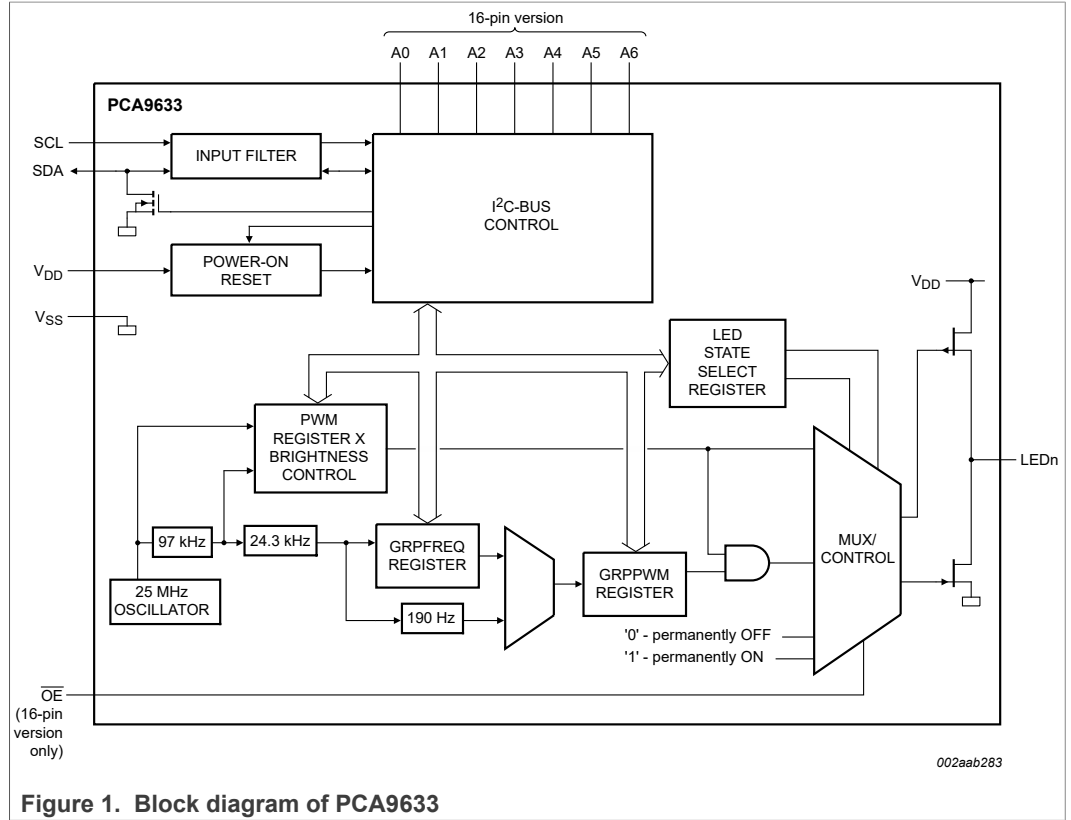 16-pin version
A0 A1 A2 A3 A4 A5 A6
PCA9633
SCL
SDA
INPUT FILTER
I²C-BUS
CONTROL
POWER-ON
RESET
VDD
VSS
VDD
LED
STATE
SELECT
REGISTER
PWM
REGISTER X
BRIGHTNESS
CONTROL
LEDn
97 kHz
24.3 kHz
GRPFREQ
REGISTER
MUX/
CONTROL
25 MHz
OSCILLATOR
190 Hz
GRPPWM
REGISTER
'0' - permanently OFF
'1' - permanently ON
O̅E̅
(16-pin
version
only)
002aab283
Figure 1. Block diagram of PCA9633